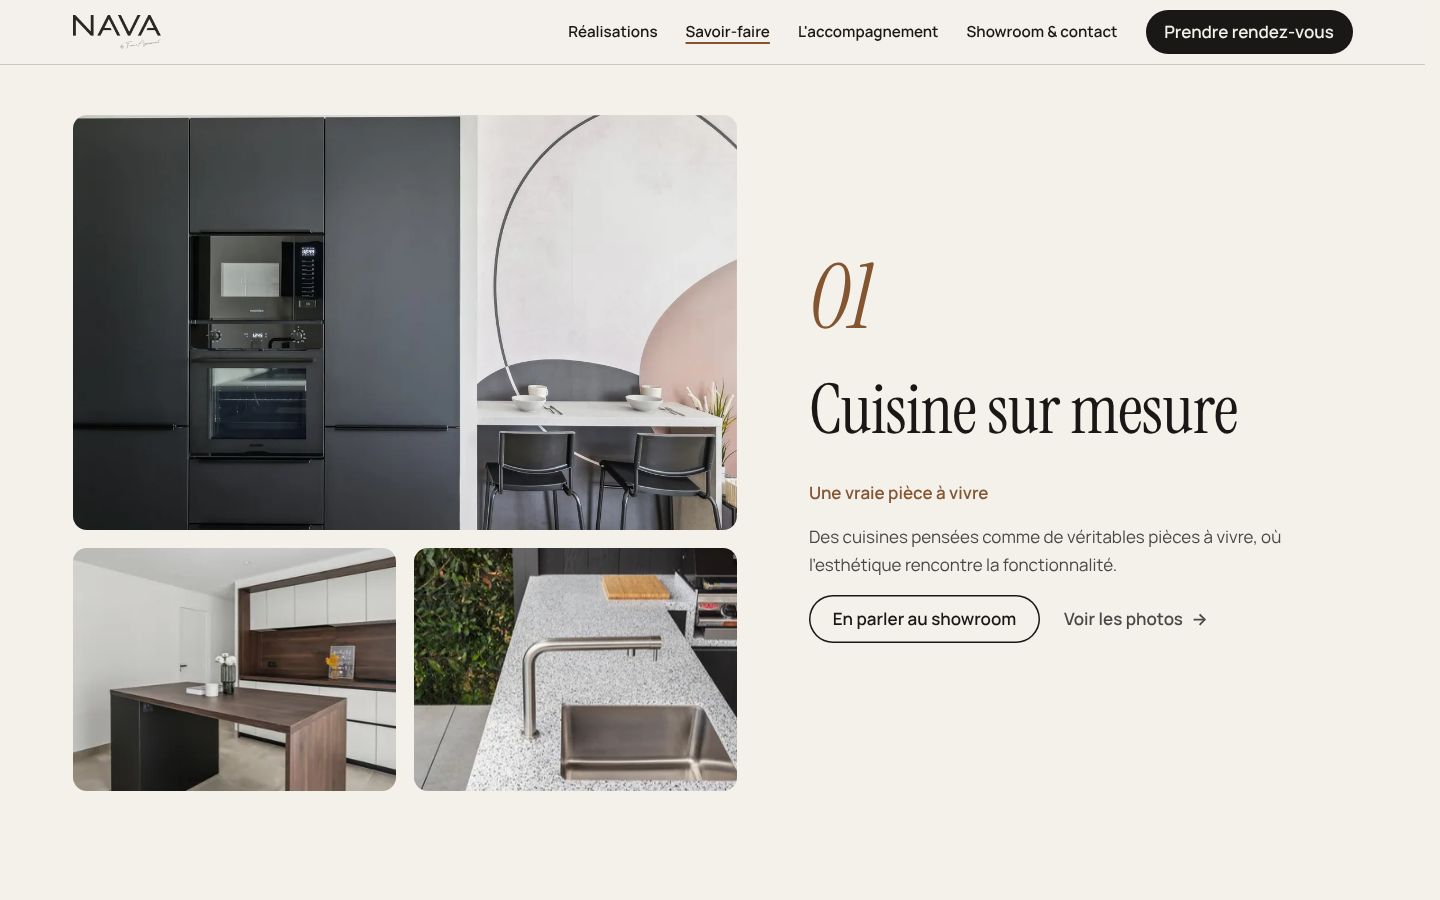 NAVA
Réalisations
Savoir-faire
L'accompagnement
Showroom & contact
Prendre rendez-vous
01
Cuisine sur mesure
Une vraie pièce à vivre
Des cuisines pensées comme de véritables pièces à vivre, où
l'esthétique rencontre la fonctionnalité.
En parler au showroom
Voir les photos →